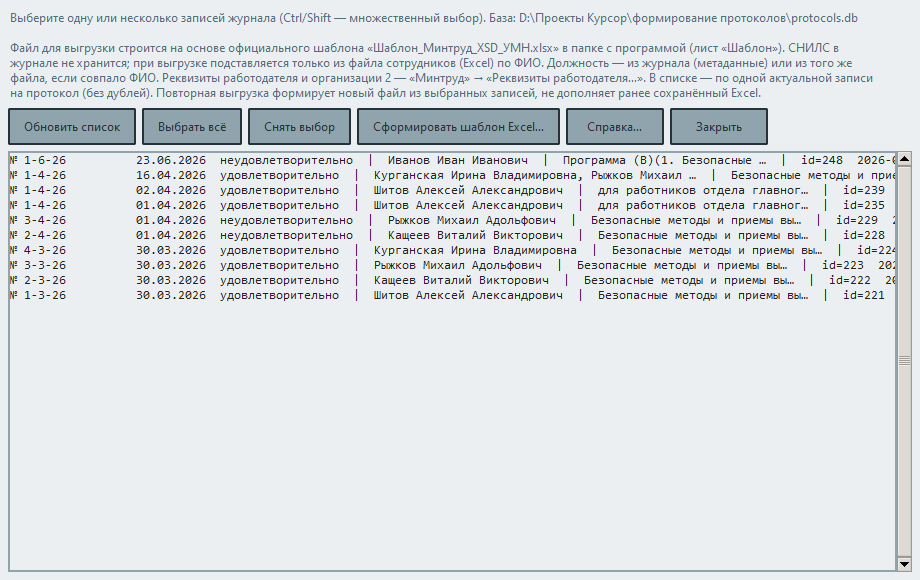 Выберите одну или несколько записей журнала (Ctrl/Shift — множественный выбор). База: D:\Проекты Курсор\формирование протоколов\protocols.db
Файл для выгрузки строится на основе официального шаблона «Шаблон_Минтруд_XSD_УМН.xlsx» в папке с программой (лист «Шаблон»). СНИЛС в
журнале не хранится; при выгрузке подставляется только из файла сотрудников (Excel) по ФИО. Должность — из журнала (метаданные) или из того же
файла, если совпало ФИО. Реквизиты работодателя и организации 2 — «Минтруд» → «Реквизиты работодателя…». В списке — по одной актуальной записи
на протокол (без дублей). Повторная выгрузка формирует новый файл из выбранных записей, не дополняет ранее сохранённый Excel.
Обновить список Выбрать всё Снять выбор Сформировать шаблон Excel… Справка… Закрыть
№ 1-6-26 23.06.2026 неудовлетворительно | Иванов Иван Иванович | Программа (В)(1. Безопасные … | id=248 2026-0
№ 1-4-26 16.04.2026 удовлетворительно | Курганская Ирина Владимировна, Рыжков Михаил … | Безопасные методы и прие
№ 1-4-26 02.04.2026 удовлетворительно | Шитов Алексей Александрович | для работников отдела главног… | id=239
№ 1-4-26 01.04.2026 удовлетворительно | Шитов Алексей Александрович | для работников отдела главног… | id=235
№ 3-4-26 01.04.2026 неудовлетворительно | Рыжков Михаил Адольфович | Безопасные методы и приемы вы… | id=229 2
№ 2-4-26 01.04.2026 неудовлетворительно | Кащеев Виталий Викторович | Безопасные методы и приемы вы… | id=228
№ 4-3-26 30.03.2026 удовлетворительно | Курганская Ирина Владимировна | Безопасные методы и приемы вы… | id=224
№ 3-3-26 30.03.2026 удовлетворительно | Рыжков Михаил Адольфович | Безопасные методы и приемы вы… | id=223 202
№ 2-3-26 30.03.2026 удовлетворительно | Кащеев Виталий Викторович | Безопасные методы и приемы вы… | id=222 20
№ 1-3-26 30.03.2026 удовлетворительно | Шитов Алексей Александрович | Безопасные методы и приемы вы… | id=221